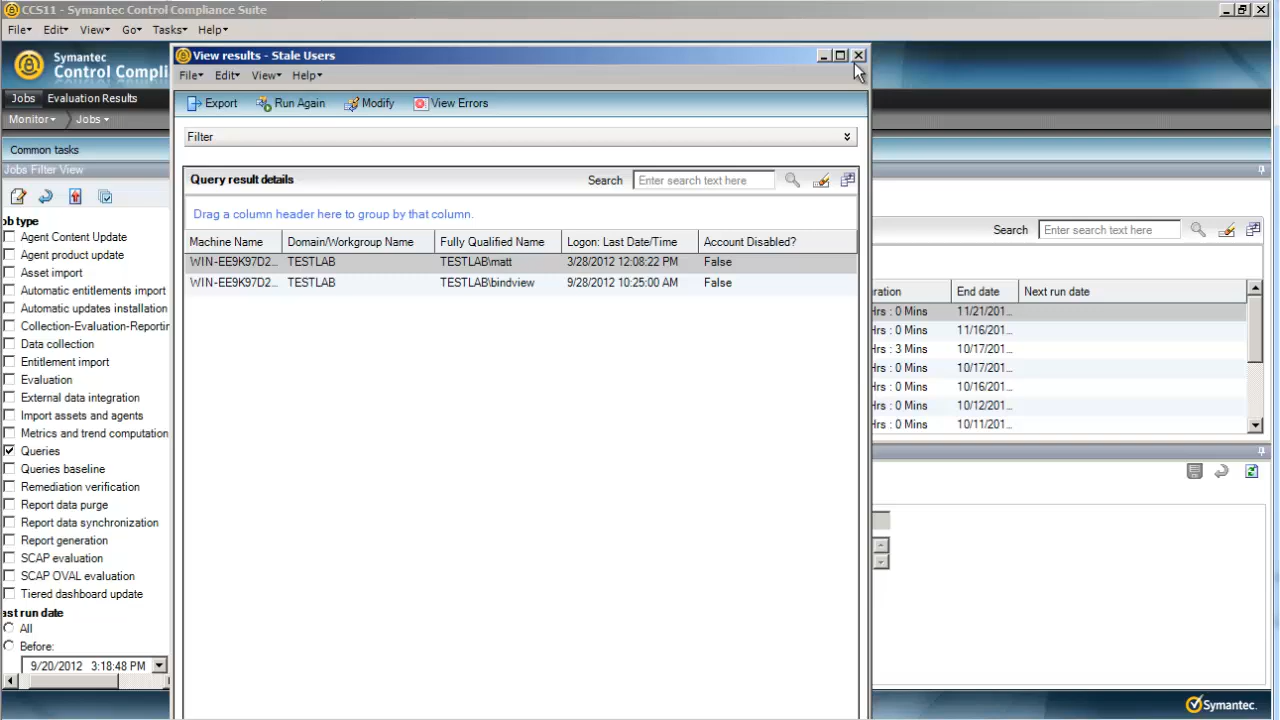 CCS11 - Symantec Control Compliance Suite
File Edit View Go Tasks Help
Symantec
Control Compli
View results - Stale Users
File Edit View Help
Jobs Evaluation Results
Monitor Jobs
Export Run Again Modify View Errors
Common tasks
Filter
Jobs Filter View
Query result details
Search Enter search text here
Drag a column header here to group by that column.
Machine Name Domain/Workgroup Name Fully Qualified Name Logon: Last Date/Time Account Disabled?
WIN-EE9K97D2... TESTLAB TESTLAB\matt 3/28/2012 12:08:22 PM False
WIN-EE9K97D2... TESTLAB TESTLAB\bindview 9/28/2012 10:25:00 AM False
ob type
Agent Content Update
Agent product update
Asset import
Automatic entitlements import
Automatic updates installation
Collection-Evaluation-Reportin
Data collection
Entitlement import
Evaluation
External data integration
Import assets and agents
Metrics and trend computation
Queries
Queries baseline
Remediation verification
Report data purge
Report data synchronization
Report generation
SCAP evaluation
SCAP OVAL evaluation
Tiered dashboard update
ast run date
All
Before:
9/20/2012 3:18:48 PM
Search Enter search text here
ration End date Next run date
Hrs : 0 Mins 11/21/201...
Hrs : 0 Mins 11/16/201...
Hrs : 3 Mins 10/17/201...
Hrs : 0 Mins 10/17/201...
Hrs : 0 Mins 10/16/201...
Hrs : 0 Mins 10/12/201...
Hrs : 0 Mins 10/11/201...
Symantec.